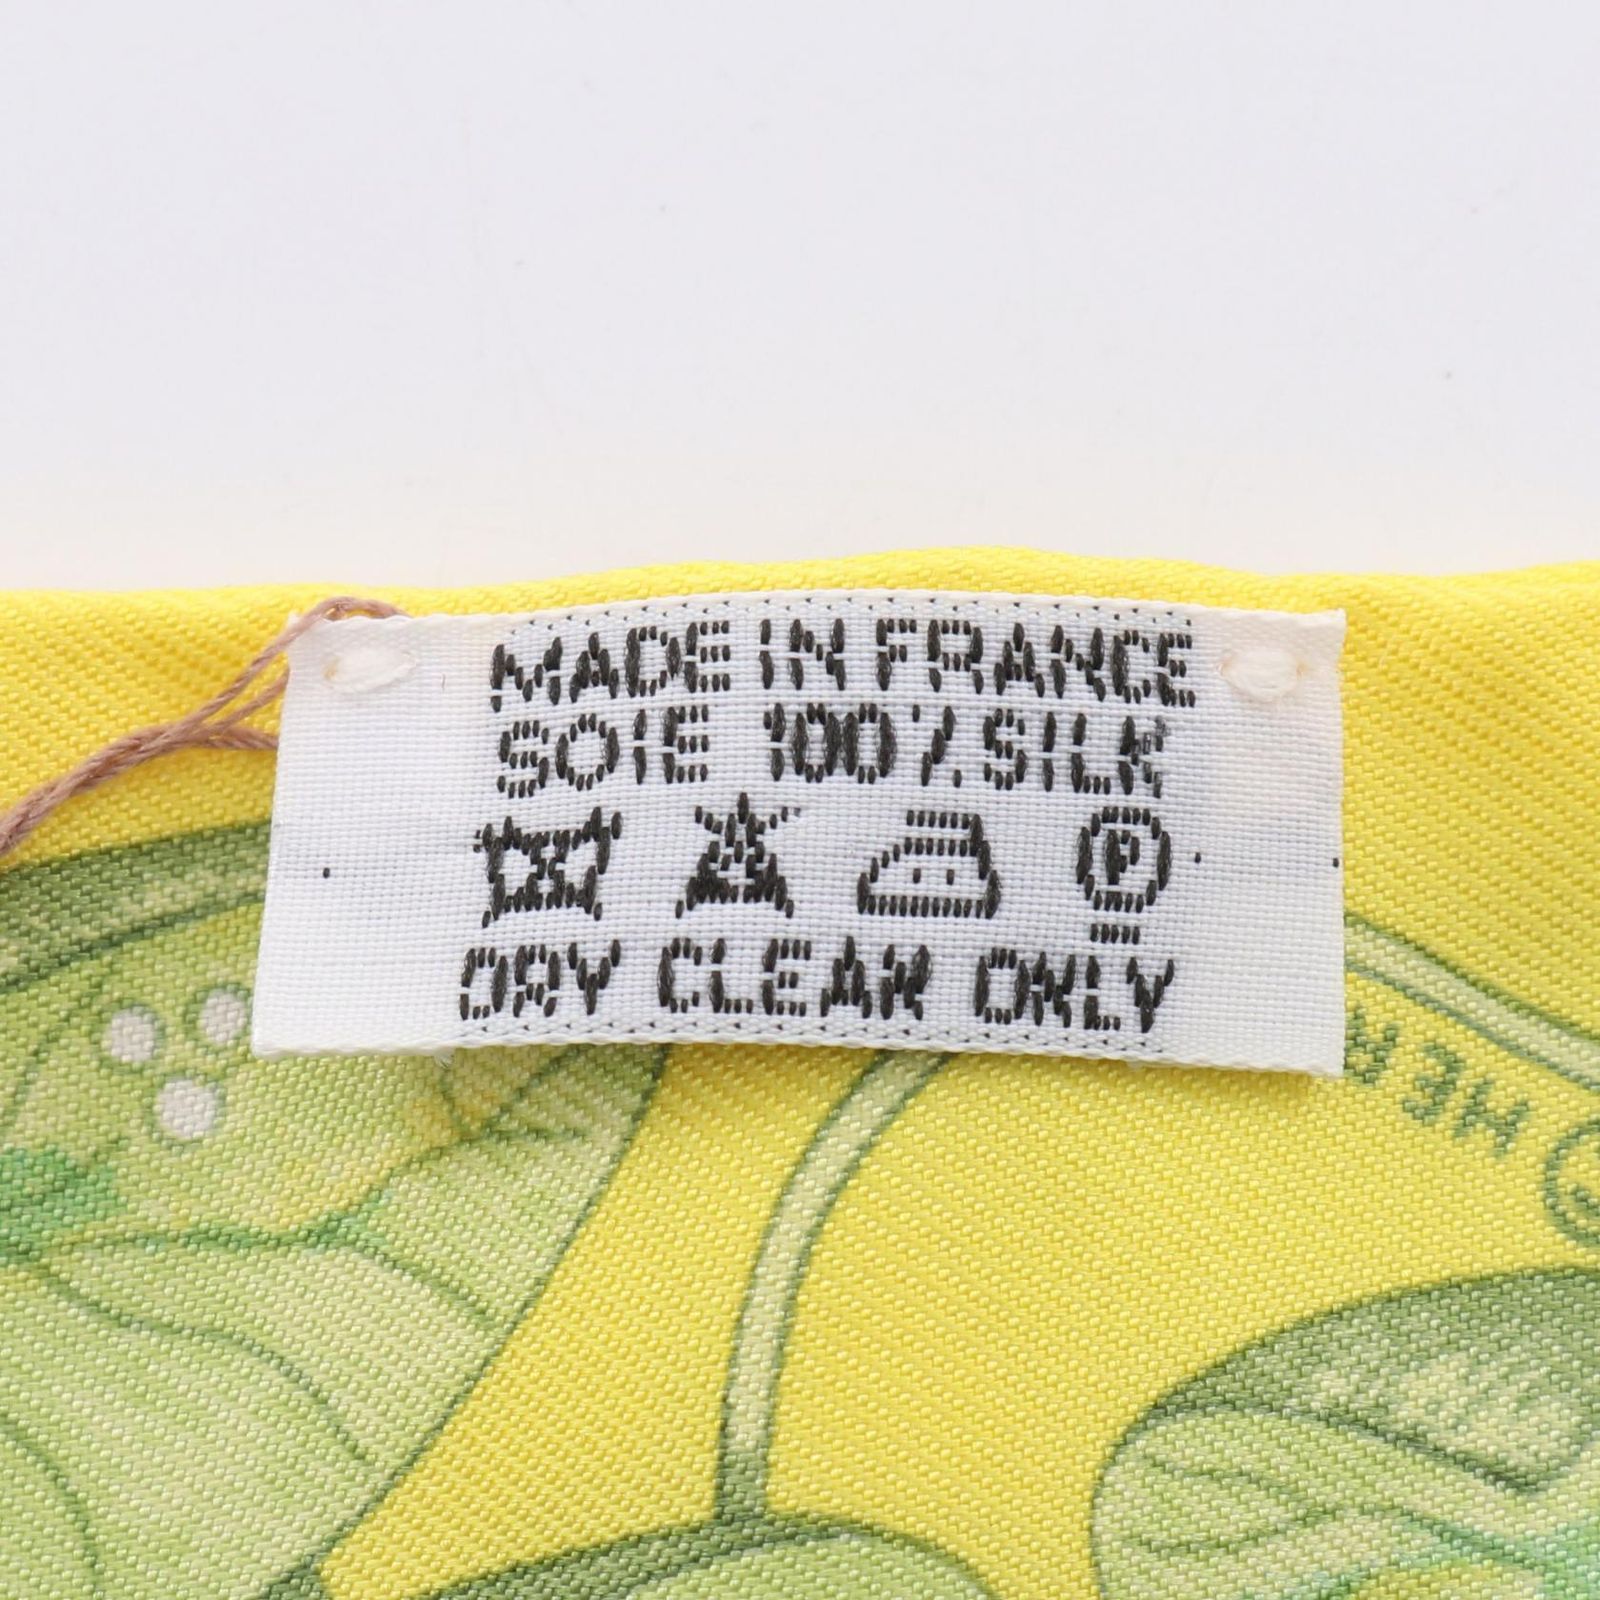 MADE IN FRANCE
SOIE 100% SILK
P
DRY CLEAN ONLY